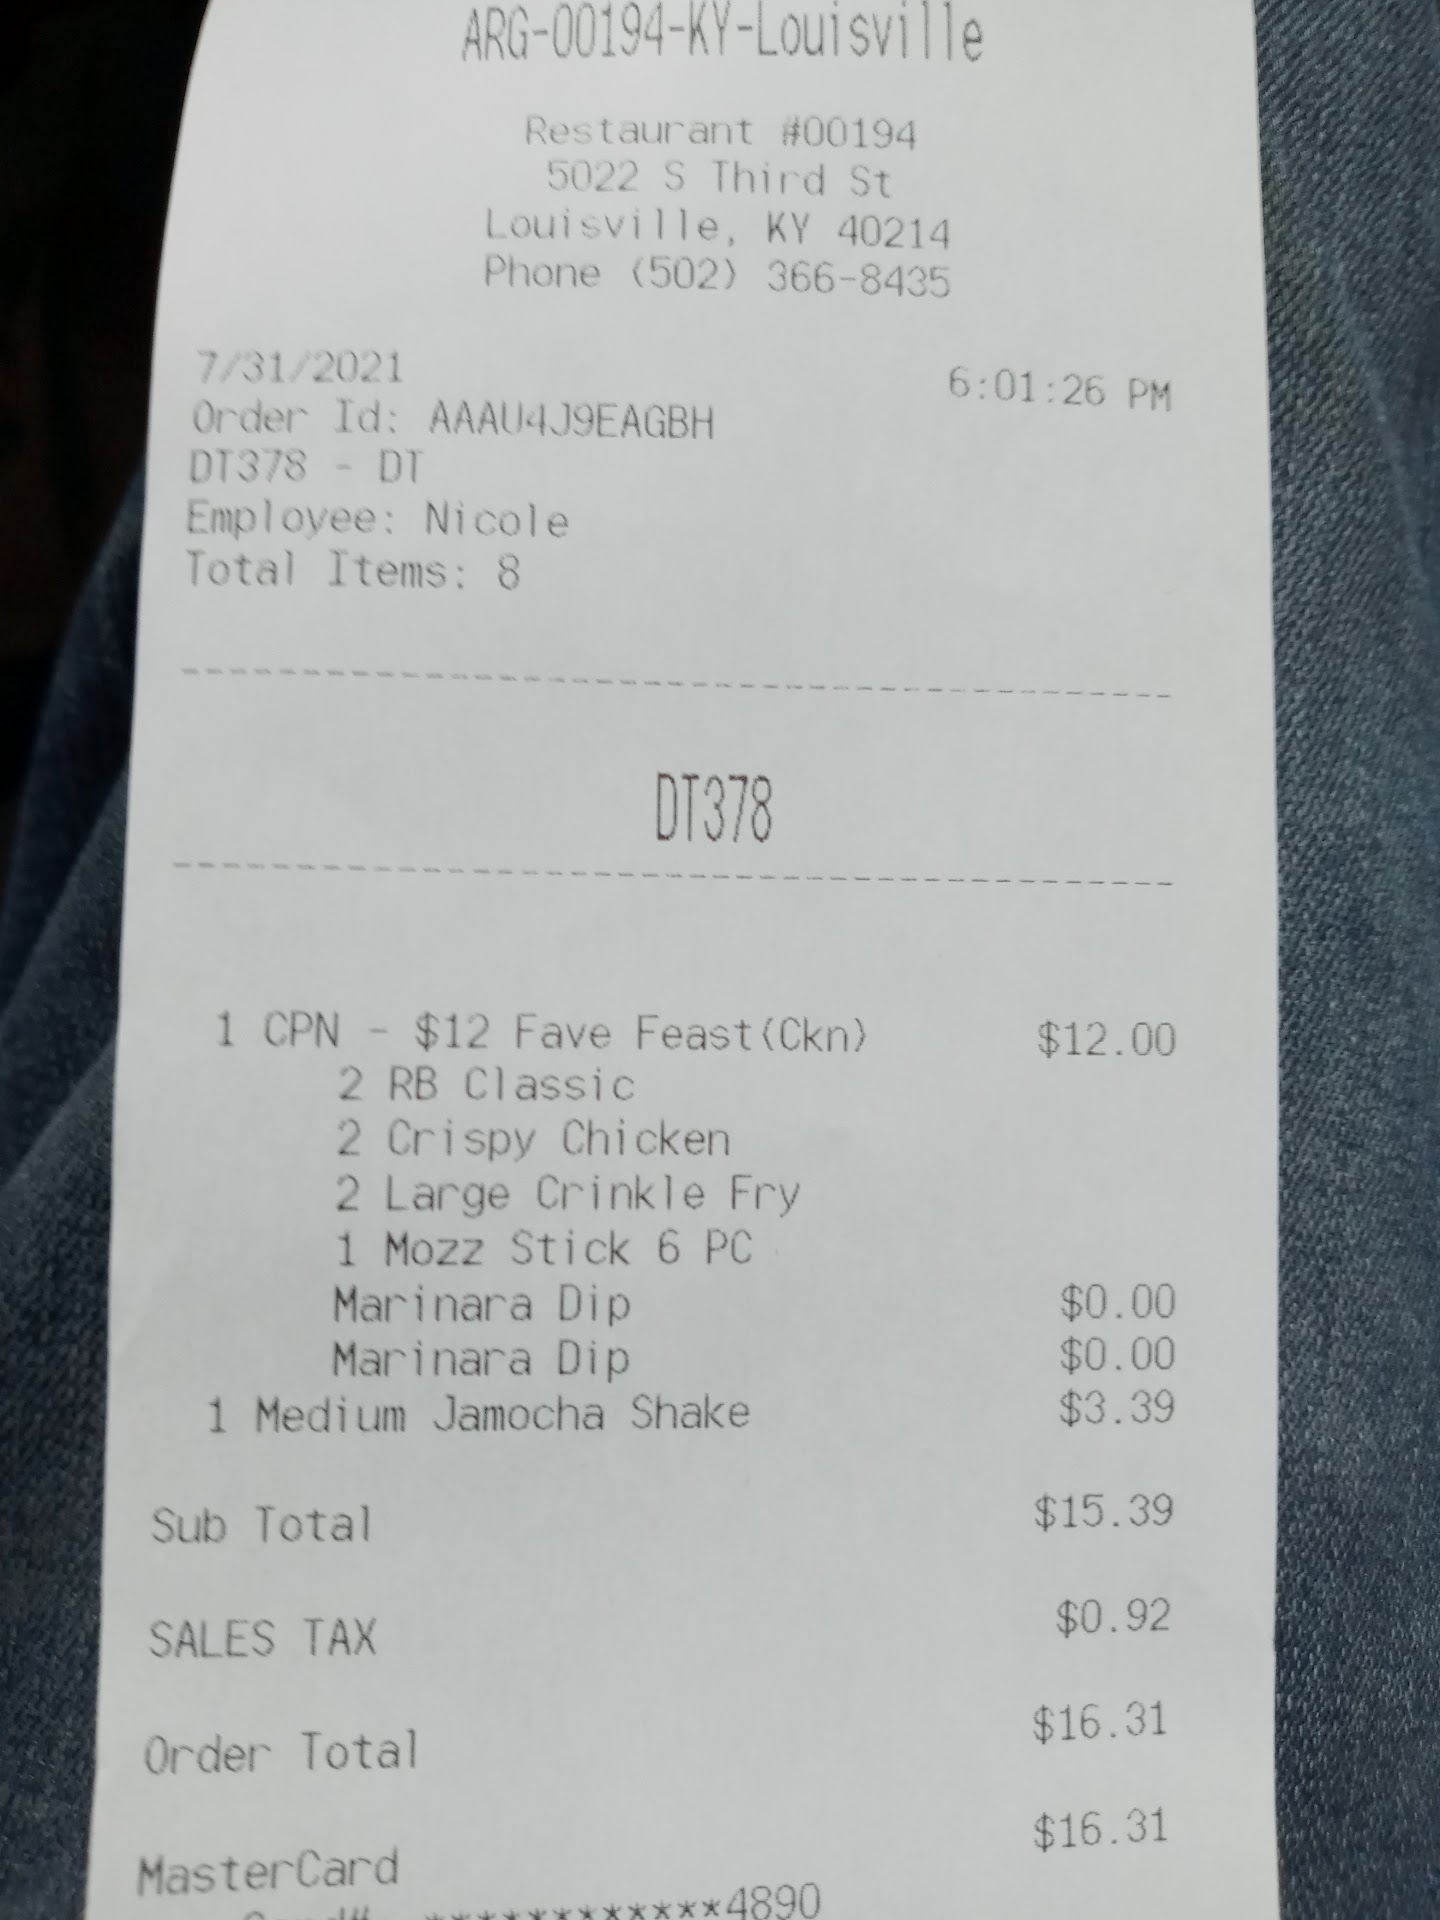 ARG-00194-KY-Louisville
Restaurant #00194
5022 S Third St
Louisville, KY 40214
Phone (502) 366-8435
7/31/2021 6:01:26 PM
Order Id: AAAU4J9EAGBH
DT378 - DT
Employee: Nicole
Total Items: 8
DT378
1 CPN - $12 Fave Feast(Ckn) $12.00
2 RB Classic
2 Crispy Chicken
2 Large Crinkle Fry
1 Mozz Stick 6 PC
Marinara Dip $0.00
Marinara Dip $0.00
1 Medium Jamocha Shake $3.39
Sub Total $15.39
SALES TAX $0.92
Order Total $16.31
MasterCard $16.31
************4890